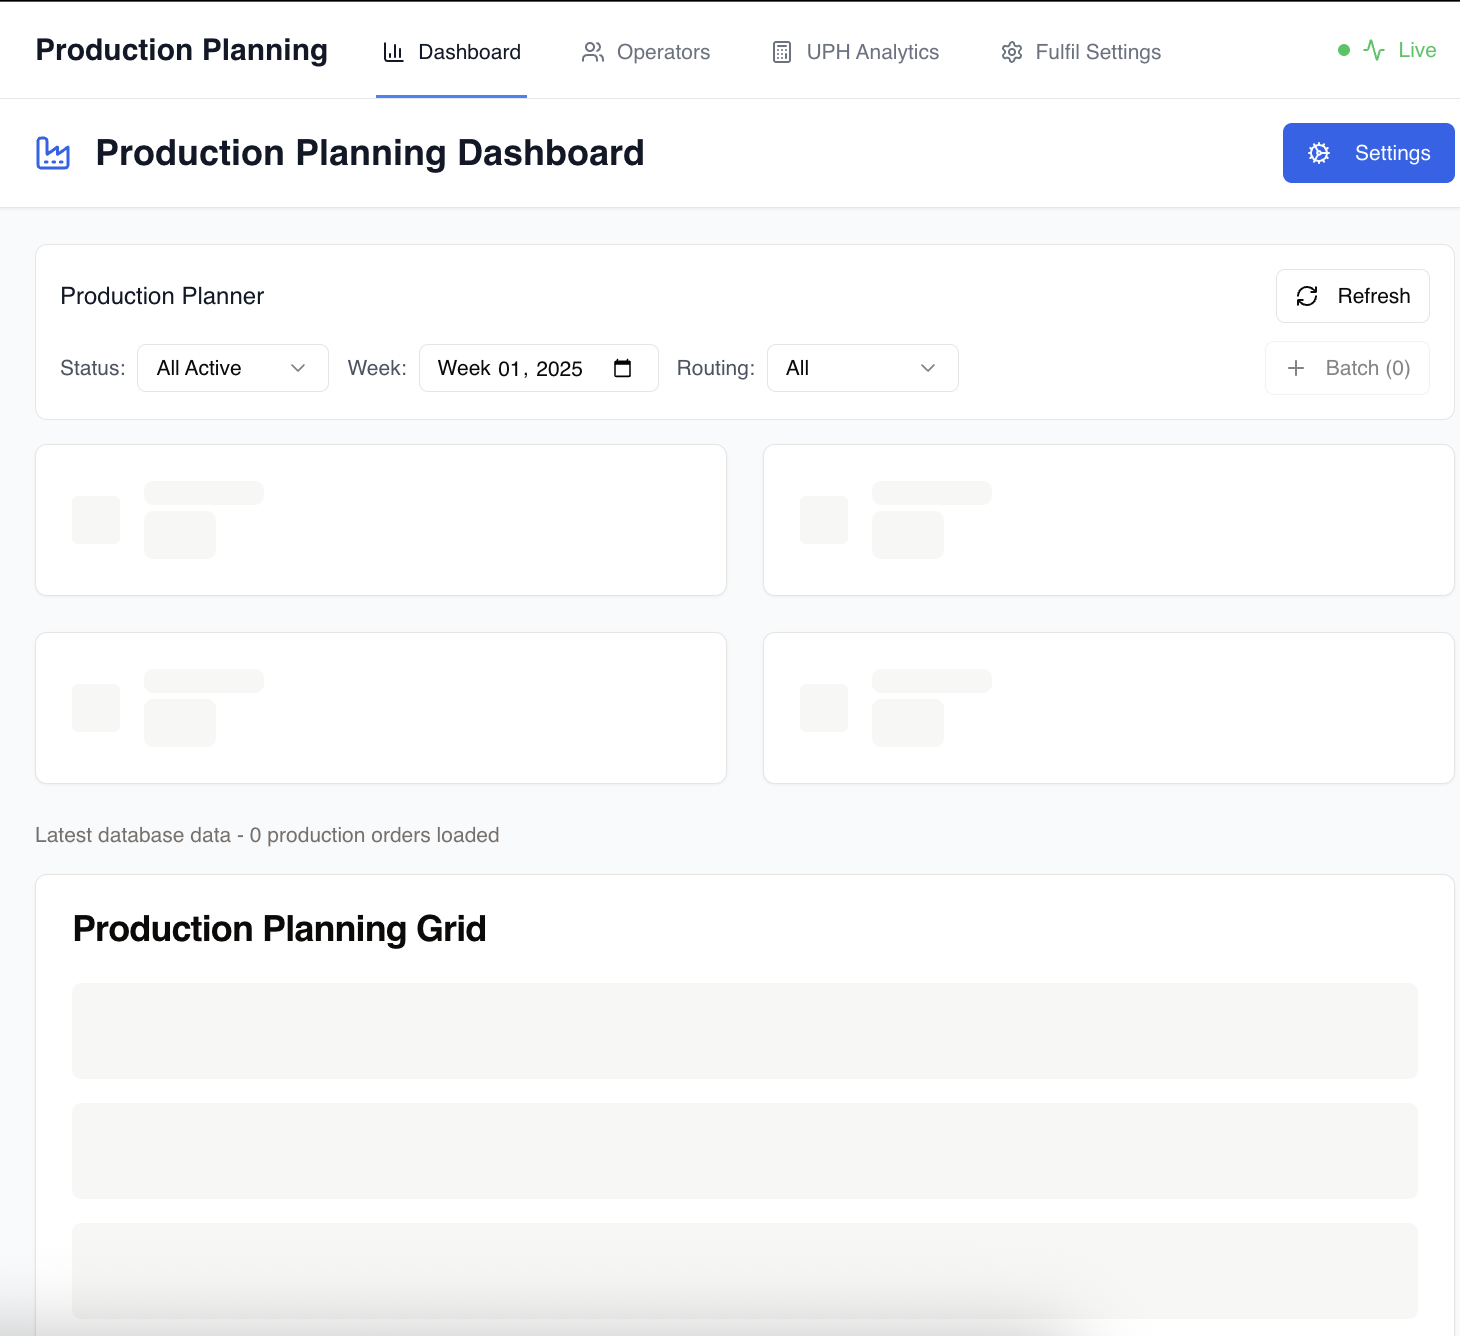 Production Planning
Dashboard
Operators
UPH Analytics
Fulfil Settings
Live
Production Planning Dashboard
Settings
Production Planner
Refresh
Status: All Active Week: Week 01, 2025 Routing: All
Batch (0)
Latest database data - 0 production orders loaded
Production Planning Grid